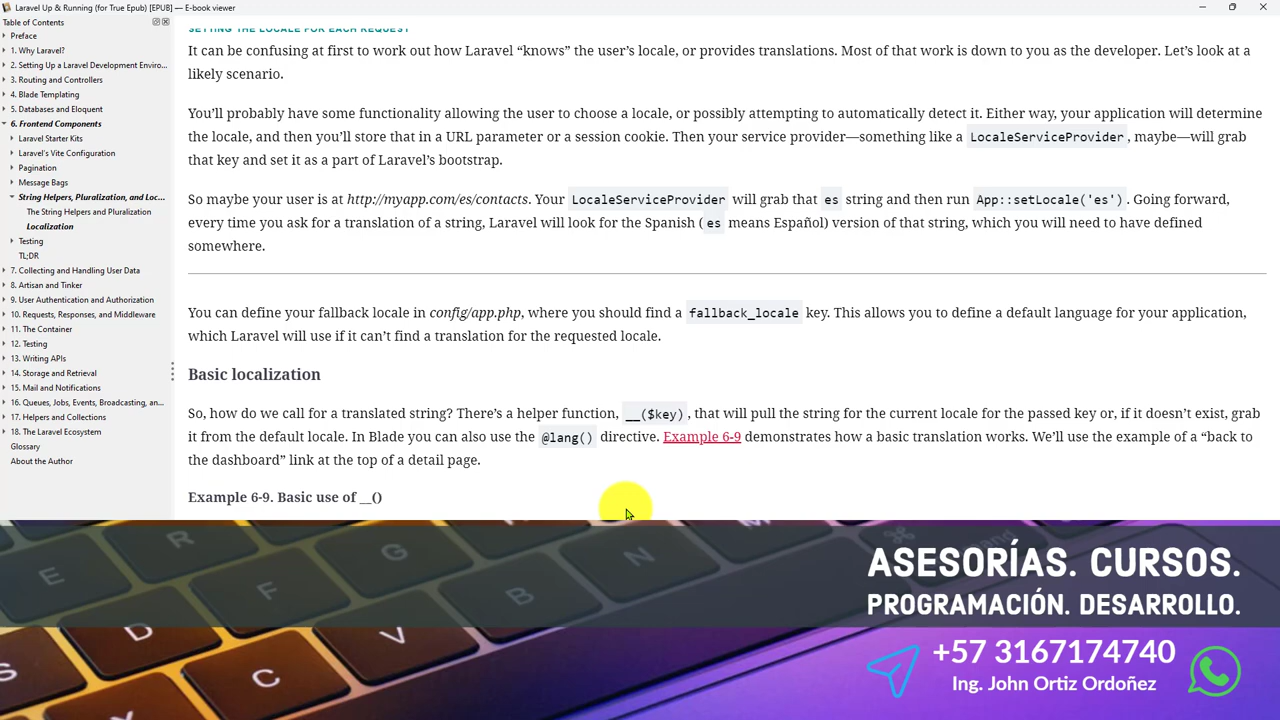 Laravel Up & Running (for True Epub) [EPUB] — E-book viewer
Table of Contents
Preface
1. Why Laravel?
2. Setting Up a Laravel Development Enviro...
3. Routing and Controllers
4. Blade Templating
5. Databases and Eloquent
6. Frontend Components
Laravel Starter Kits
Laravel's Vite Configuration
Pagination
Message Bags
String Helpers, Pluralization, and Loc...
The String Helpers and Pluralization
Localization
Testing
TL;DR
7. Collecting and Handling User Data
8. Artisan and Tinker
9. User Authentication and Authorization
10. Requests, Responses, and Middleware
11. The Container
12. Testing
13. Writing APIs
14. Storage and Retrieval
15. Mail and Notifications
16. Queues, Jobs, Events, Broadcasting, an...
17. Helpers and Collections
18. The Laravel Ecosystem
Glossary
About the Author
SETTING THE LOCALE FOR EACH REQUEST
It can be confusing at first to work out how Laravel “knows” the user’s locale, or provides translations. Most of that work is down to you as the developer. Let’s look at a
likely scenario.
You’ll probably have some functionality allowing the user to choose a locale, or possibly attempting to automatically detect it. Either way, your application will determine
the locale, and then you’ll store that in a URL parameter or a session cookie. Then your service provider—something like a LocaleServiceProvider, maybe—will grab
that key and set it as a part of Laravel’s bootstrap.
So maybe your user is at http://myapp.com/es/contacts. Your LocaleServiceProvider will grab that es string and then run App::setLocale('es'). Going forward,
every time you ask for a translation of a string, Laravel will look for the Spanish (es means Español) version of that string, which you will need to have defined
somewhere.
You can define your fallback locale in config/app.php, where you should find a fallback_locale key. This allows you to define a default language for your application,
which Laravel will use if it can’t find a translation for the requested locale.
Basic localization
So, how do we call for a translated string? There’s a helper function, __($key), that will pull the string for the current locale for the passed key or, if it doesn’t exist, grab
it from the default locale. In Blade you can also use the @lang() directive. Example 6-9 demonstrates how a basic translation works. We’ll use the example of a “back to
the dashboard” link at the top of a detail page.
Example 6-9. Basic use of __()
E
R
F
G
B
N
M
D
V
C
S
ASESORÍAS. CURSOS.
PROGRAMACIÓN. DESARROLLO.
+57 3167174740
Ing. John Ortiz Ordoñez